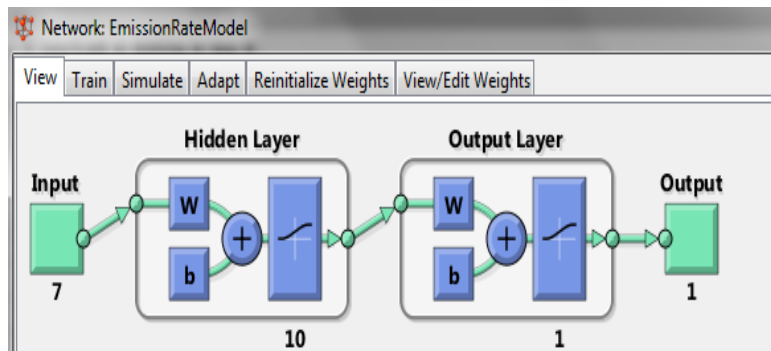 Network: EmissionRateModel
View Train Simulate Adapt Reinitialize Weights View/Edit Weights
Hidden Layer Output Layer
Input Output
W W
b b
7 1
10 1